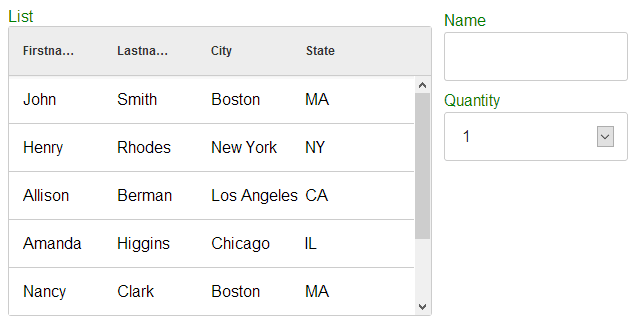 List
Firstna... Lastna... City State
John Smith Boston MA
Henry Rhodes New York NY
Allison Berman Los Angeles CA
Amanda Higgins Chicago IL
Nancy Clark Boston MA
Name
Quantity
1